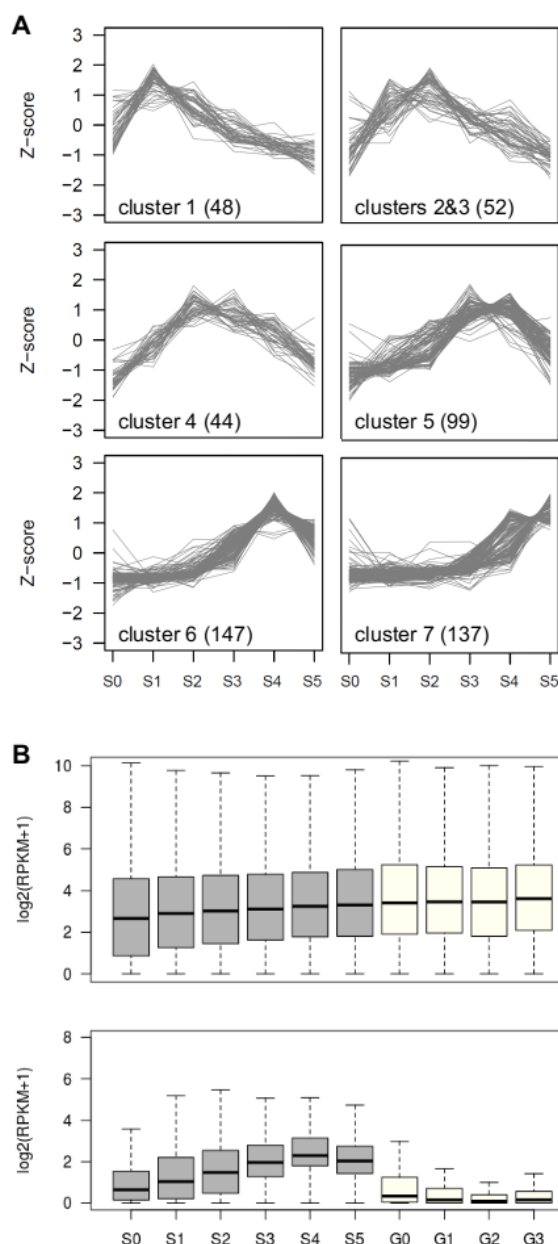 A
3
2
1
0
−1
−2
−3
Z−score
cluster 1 (48)
clusters 2&3 (52)
3
2
1
0
−1
−2
−3
Z−score
cluster 4 (44)
cluster 5 (99)
3
2
1
0
−1
−2
−3
Z−score
cluster 6 (147)
cluster 7 (137)
S0 S1 S2 S3 S4 S5 S0 S1 S2 S3 S4 S5
B
10
8
6
4
2
0
log2(RPKM+1)
8
6
4
2
0
log2(RPKM+1)
S0 S1 S2 S3 S4 S5 G0 G1 G2 G3